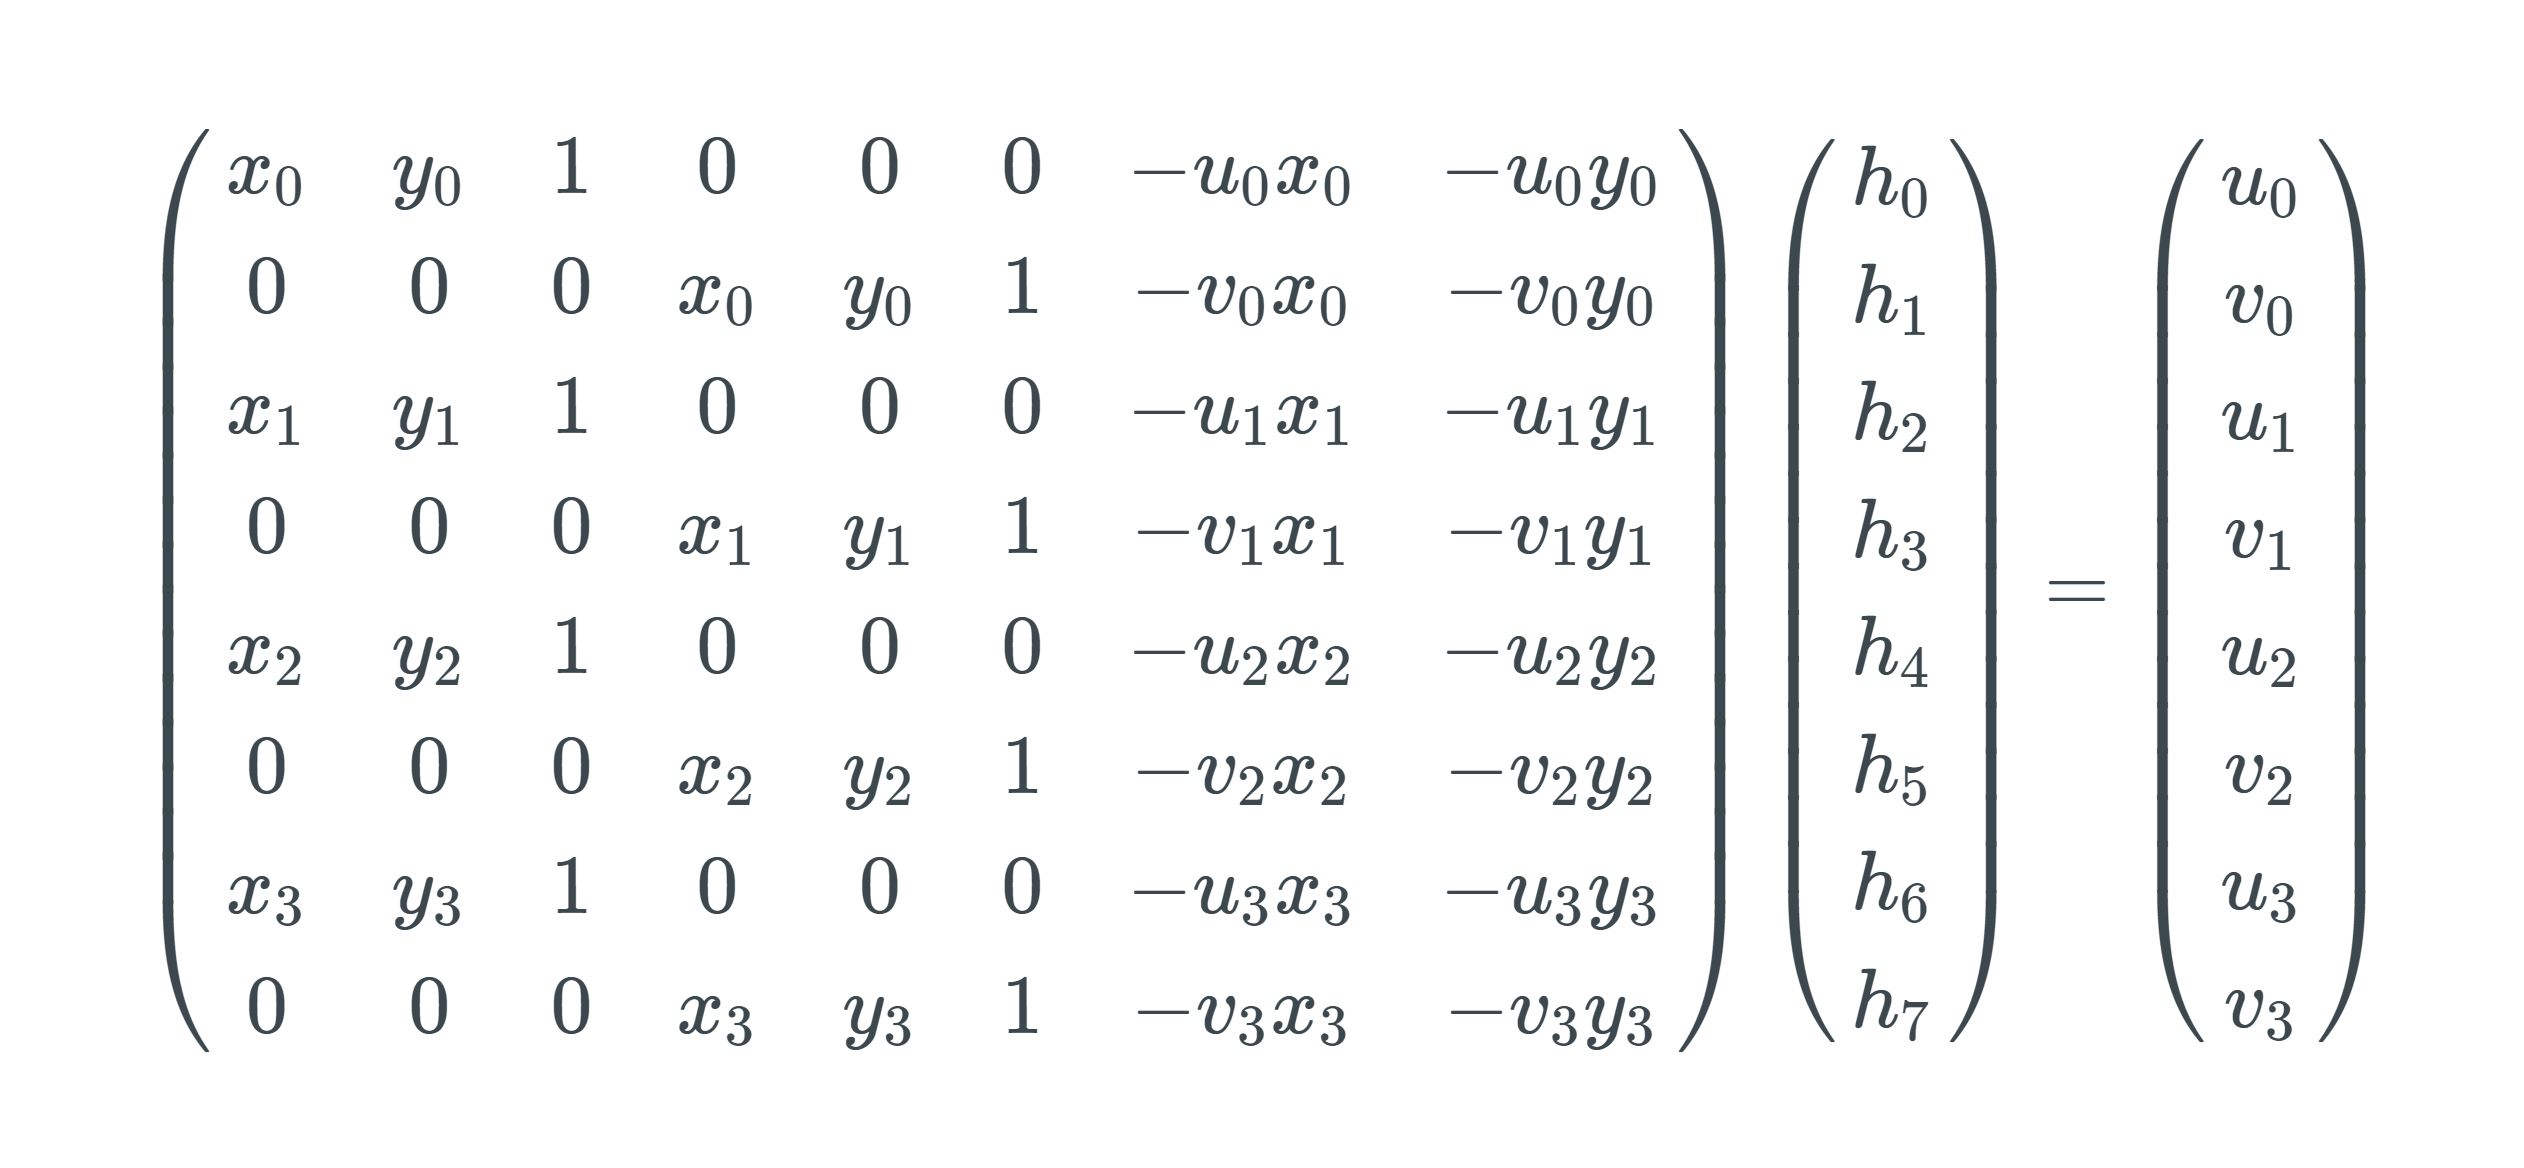 x₀ y₀ 1 0 0 0 −u₀x₀ −u₀y₀ h₀ u₀
0 0 0 x₀ y₀ 1 −v₀x₀ −v₀y₀ h₁ v₀
x₁ y₁ 1 0 0 0 −u₁x₁ −u₁y₁ h₂ u₁
0 0 0 x₁ y₁ 1 −v₁x₁ −v₁y₁ h₃ v₁
=
x₂ y₂ 1 0 0 0 −u₂x₂ −u₂y₂ h₄ u₂
0 0 0 x₂ y₂ 1 −v₂x₂ −v₂y₂ h₅ v₂
x₃ y₃ 1 0 0 0 −u₃x₃ −u₃y₃ h₆ u₃
0 0 0 x₃ y₃ 1 −v₃x₃ −v₃y₃ h₇ v₃